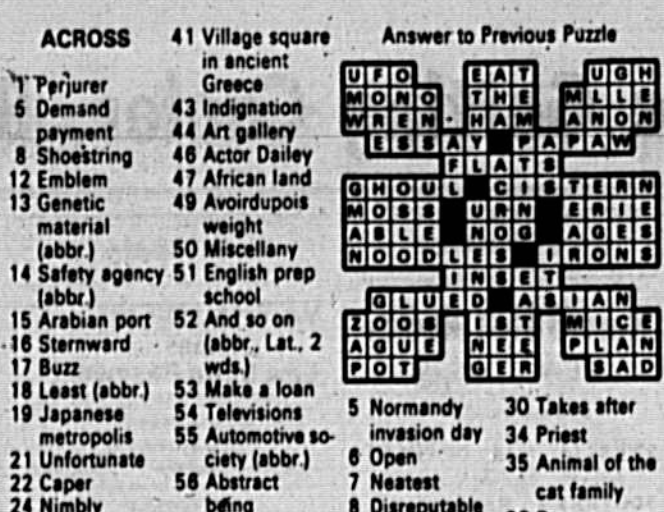 ACROSS
1 Perjurer
5 Demand
payment
8 Shoestring
12 Emblem
13 Genetic
material
(abbr.)
14 Safety agency
(abbr.)
15 Arabian port
16 Sternward
17 Buzz
18 Least (abbr.)
19 Japanese
metropolis
21 Unfortunate
22 Caper
24 Nimbly
41 Village square
in ancient
Greece
43 Indignation
44 Art gallery
46 Actor Dailey
47 African land
49 Avoirdupois
weight
50 Miscellany
51 English prep
school
52 And so on
(abbr., Lat., 2
wds.)
53 Make a loan
54 Televisions
55 Automotive so-
ciety (abbr.)
56 Abstract
being
Answer to Previous Puzzle
UFO EAT UGH
MONO THE MLLE
WREN HAM ANON
ESSAY PAPAW
FLATS
GHOUL CISTERN
MOSS URN ERIE
ABLE NOG AGES
NOODLES IRONS
INSET
GLUED ASIAN
ZOOS IST MICE
AGUE NEE PLAN
POT GER SAD
5 Normandy
invasion day
6 Open
7 Neatest
8 Disreputable
30 Takes after
34 Priest
35 Animal of the
cat family